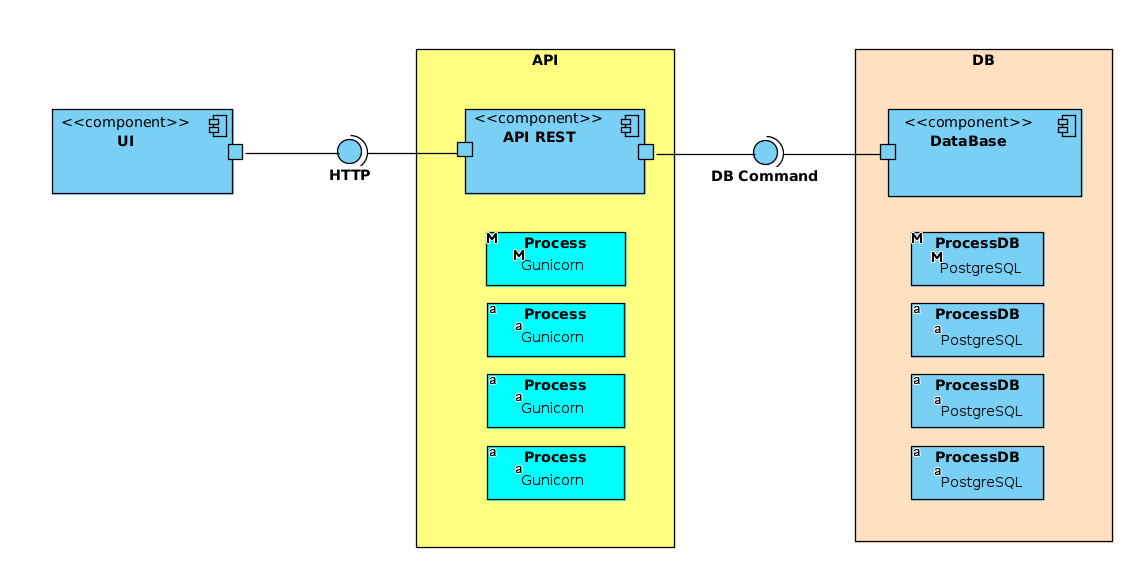 API
DB
<<component>>
UI
<<component>>
API REST
<<component>>
DataBase
HTTP
DB Command
M
Process
M
Gunicorn
a
Process
a
Gunicorn
a
Process
a
Gunicorn
a
Process
a
Gunicorn
M
ProcessDB
M
PostgreSQL
a
ProcessDB
a
PostgreSQL
a
ProcessDB
a
PostgreSQL
a
ProcessDB
a
PostgreSQL